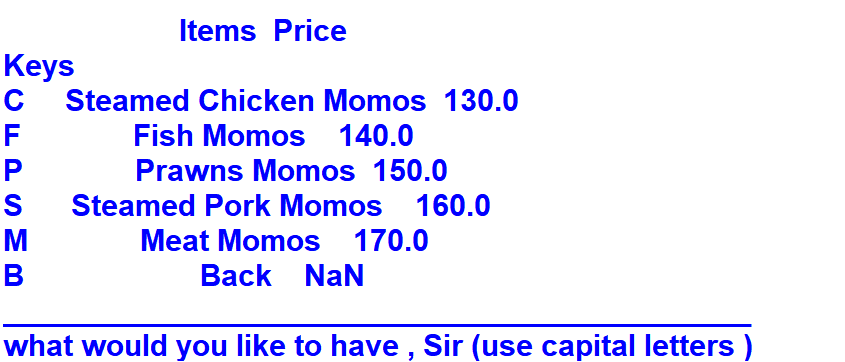 Items Price
Keys
C Steamed Chicken Momos 130.0
F Fish Momos 140.0
P Prawns Momos 150.0
S Steamed Pork Momos 160.0
M Meat Momos 170.0
B Back NaN
what would you like to have , Sir (use capital letters )